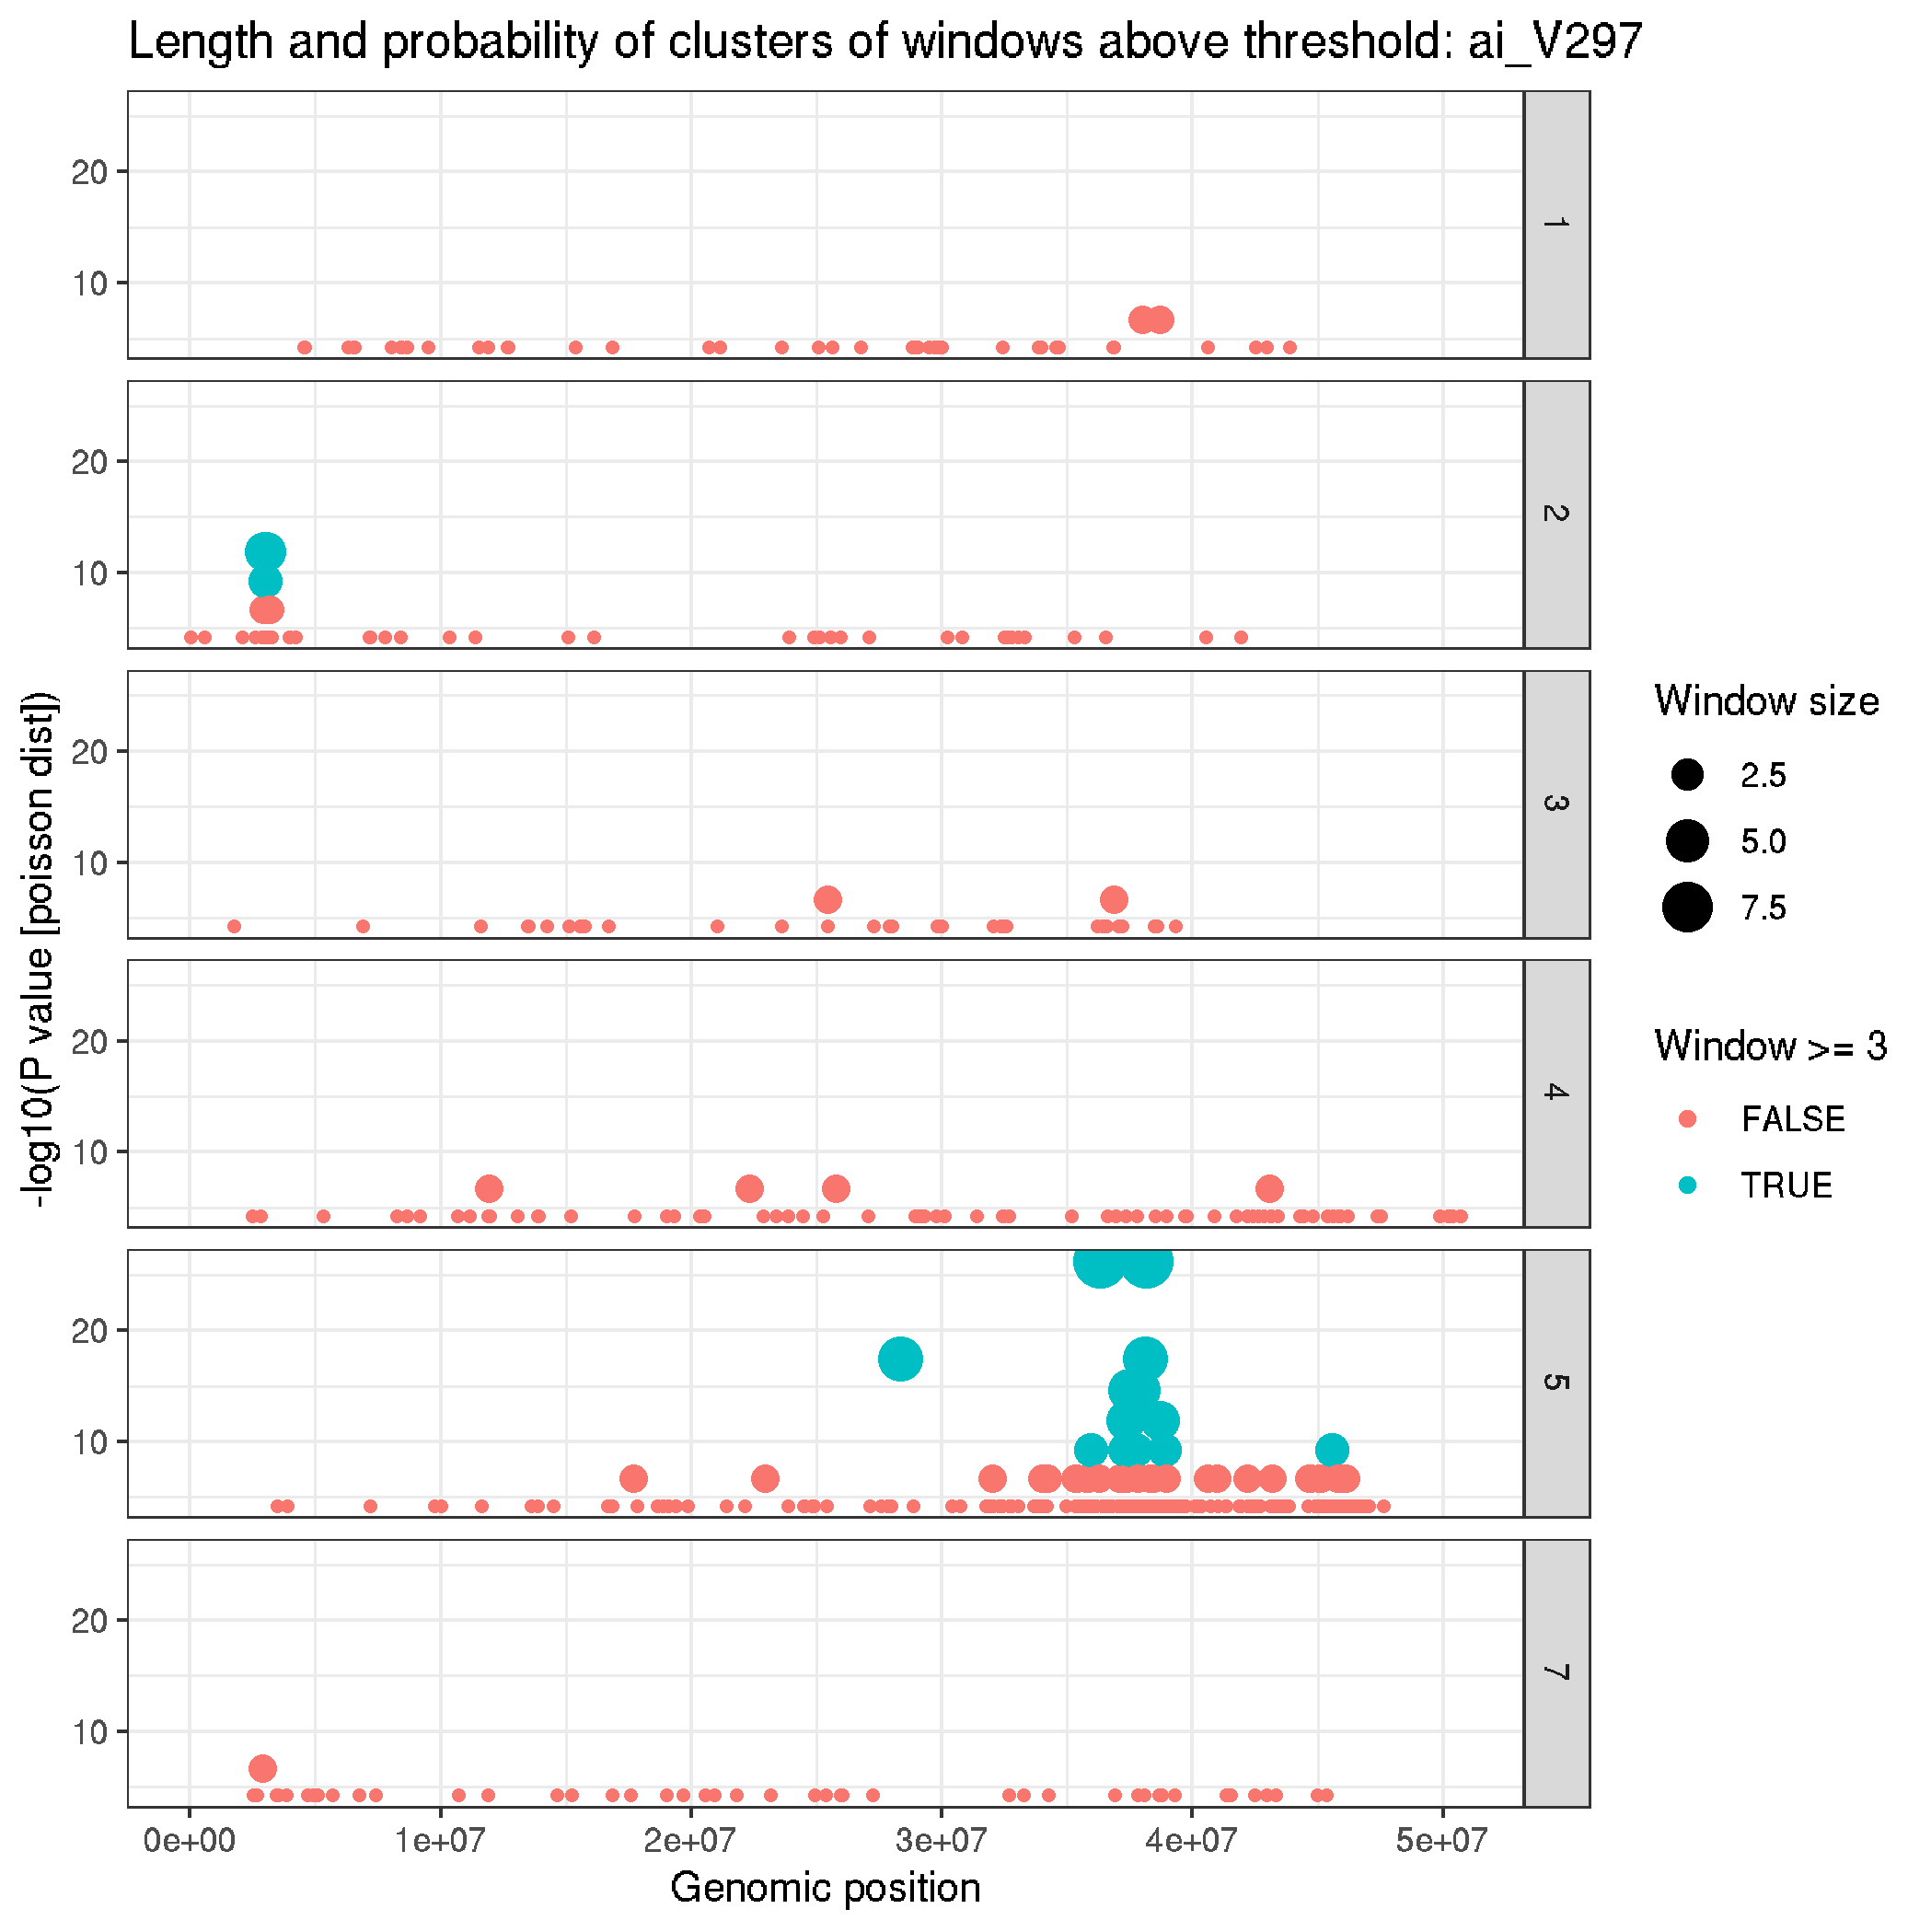 Length and probability of clusters of windows above threshold: ai_V297
20
10
1
20
10
2
20
10
3
20
10
4
20
10
5
20
10
7
0e+00 1e+07 2e+07 3e+07 4e+07 5e+07
Genomic position
-log10(P value [poisson dist])
Window size
2.5
5.0
7.5
Window >= 3
FALSE
TRUE